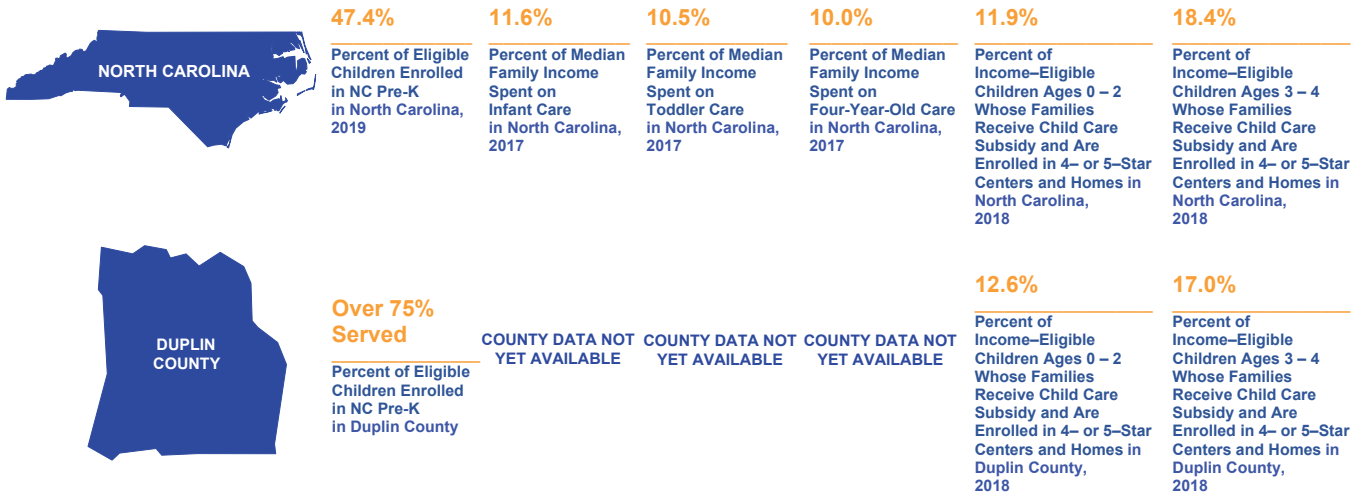 NORTH CAROLINA
47.4%
Percent of Eligible
Children Enrolled
in NC Pre-K
in North Carolina,
2019
11.6%
Percent of Median
Family Income
Spent on
Infant Care
in North Carolina,
2017
10.5%
Percent of Median
Family Income
Spent on
Toddler Care
in North Carolina,
2017
10.0%
Percent of Median
Family Income
Spent on
Four-Year-Old Care
in North Carolina,
2017
11.9%
Percent of
Income–Eligible
Children Ages 0 – 2
Whose Families
Receive Child Care
Subsidy and Are
Enrolled in 4– or 5–Star
Centers and Homes in
North Carolina,
2018
18.4%
Percent of
Income–Eligible
Children Ages 3 – 4
Whose Families
Receive Child Care
Subsidy and Are
Enrolled in 4– or 5–Star
Centers and Homes in
North Carolina,
2018
DUPLIN
COUNTY
Over 75%
Served
Percent of Eligible
Children Enrolled
in NC Pre-K
in Duplin County
COUNTY DATA NOT
YET AVAILABLE
COUNTY DATA NOT
YET AVAILABLE
COUNTY DATA NOT
YET AVAILABLE
12.6%
Percent of
Income–Eligible
Children Ages 0 – 2
Whose Families
Receive Child Care
Subsidy and Are
Enrolled in 4– or 5–Star
Centers and Homes in
Duplin County,
2018
17.0%
Percent of
Income–Eligible
Children Ages 3 – 4
Whose Families
Receive Child Care
Subsidy and Are
Enrolled in 4– or 5–Star
Centers and Homes in
Duplin County,
2018